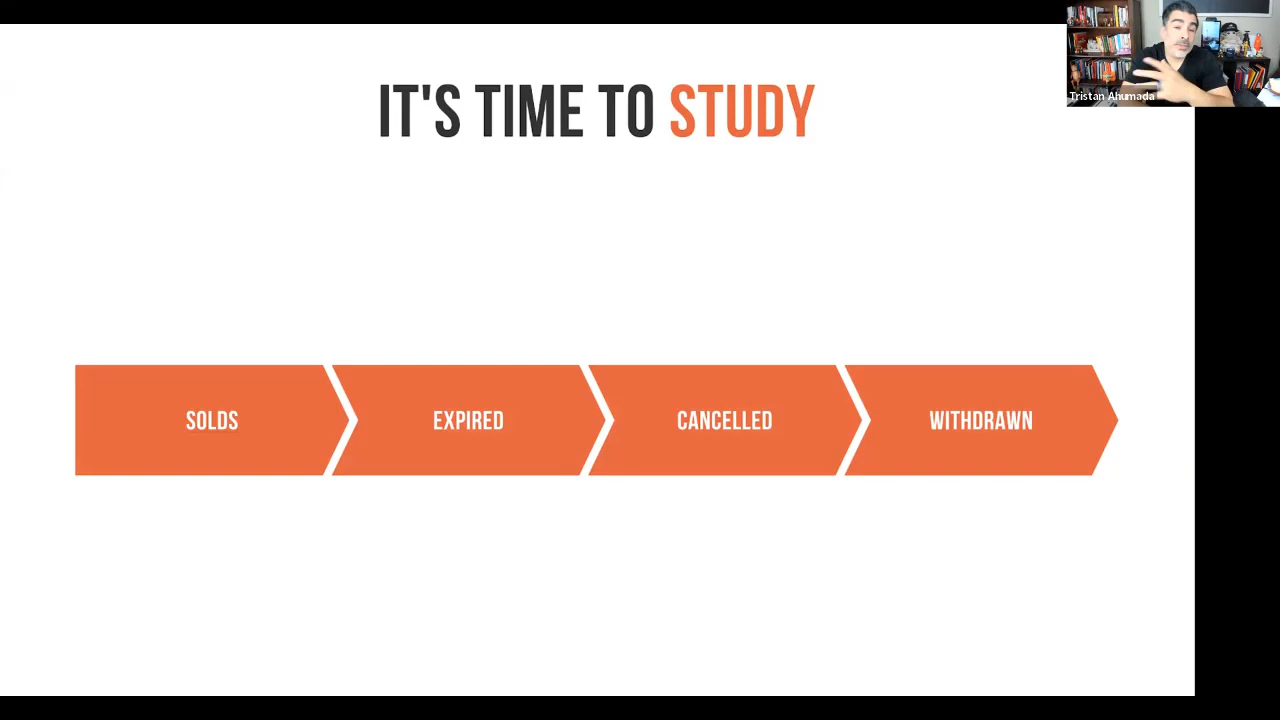 IT'S TIME TO STUDY
Tristan Ahumada
SOLDS
EXPIRED
CANCELLED
WITHDRAWN